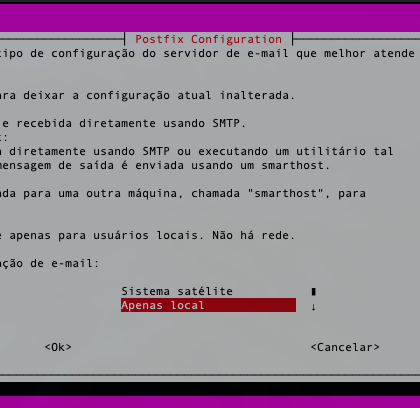 Postfix Configuration
tipo de configuração do servidor de e-mail que melhor atende
ara deixar a configuração atual inalterada.
e recebida diretamente usando SMTP.
:
diretamente usando SMTP ou executando um utilitário tal
mensagem de saída é enviada usando um smarthost.
ada para uma outra máquina, chamada "smarthost", para
e apenas para usuários locais. Não há rede.
ação de e-mail:
Sistema satélite
Apenas local
<Ok> <Cancelar>